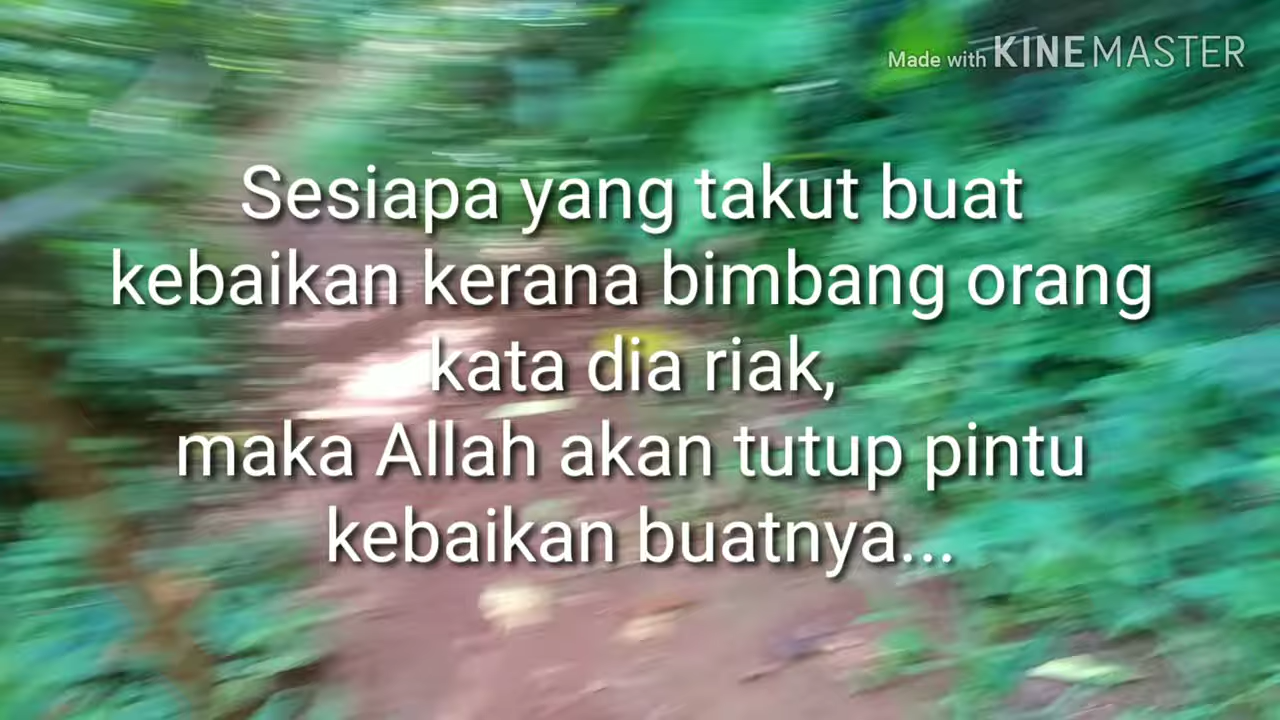 Made with KINEMASTER
Sesiapa yang takut buat
kebaikan kerana bimbang orang
kata dia riak,
maka Allah akan tutup pintu
kebaikan buatnya...